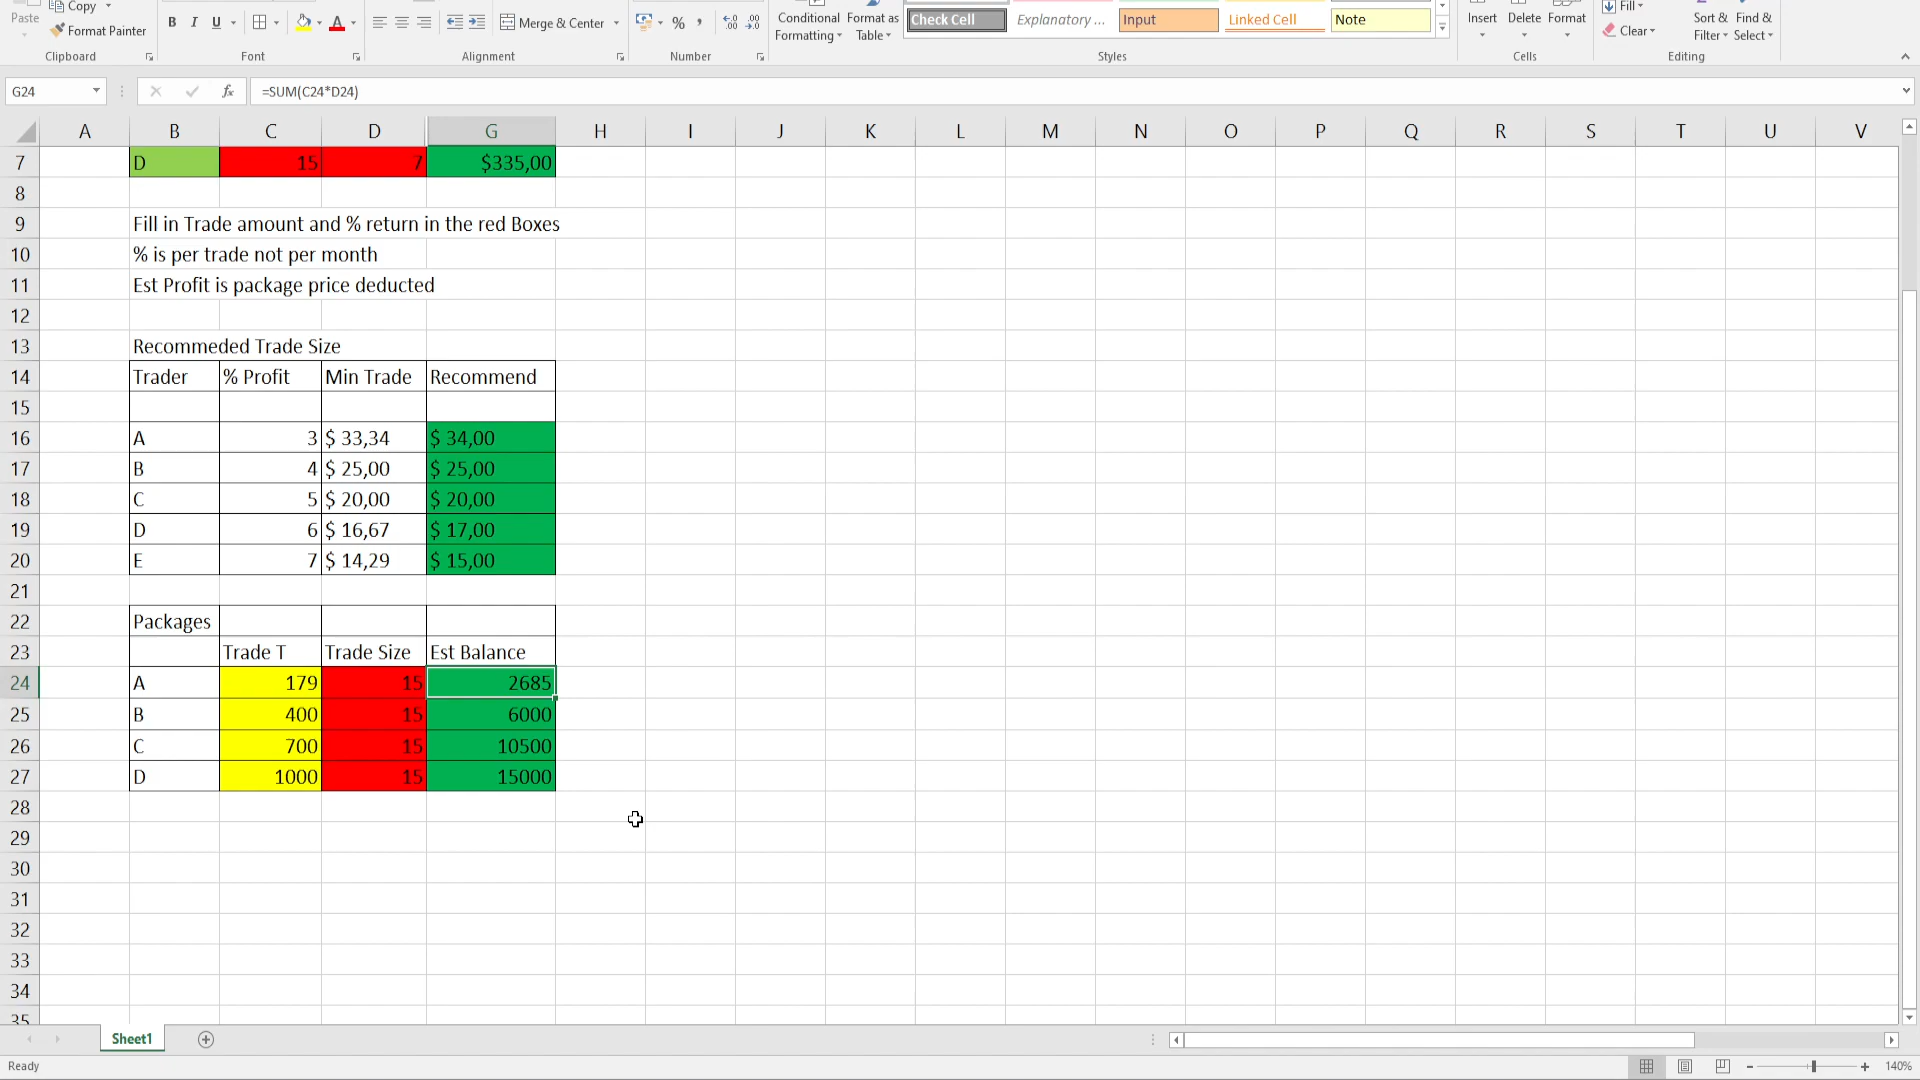 Paste
Copy
Format Painter
Clipboard
B I U A
Font
Merge & Center
Alignment
% ,
Number
Conditional Formatting
Format as Table
Check Cell
Explanatory ...
Input
Linked Cell
Note
Styles
Insert
Delete
Format
Cells
Fill
Clear
Sort & Filter
Find & Select
Editing
G24
fx
=SUM(C24*D24)
A B C D G H I J K L M N O P Q R S T U V
7 D 15 7 $335,00
8
9 Fill in Trade amount and % return in the red Boxes
10 % is per trade not per month
11 Est Profit is package price deducted
12
13 Recommeded Trade Size
14 Trader % Profit Min Trade Recommend
15
16 A 3 $ 33,34 $ 34,00
17 B 4 $ 25,00 $ 25,00
18 C 5 $ 20,00 $ 20,00
19 D 6 $ 16,67 $ 17,00
20 E 7 $ 14,29 $ 15,00
21
22 Packages
23 Trade T Trade Size Est Balance
24 A 179 15 2685
25 B 400 15 6000
26 C 700 15 10500
27 D 1000 15 15000
28
29
30
31
32
33
34
35
Sheet1
Ready
140%